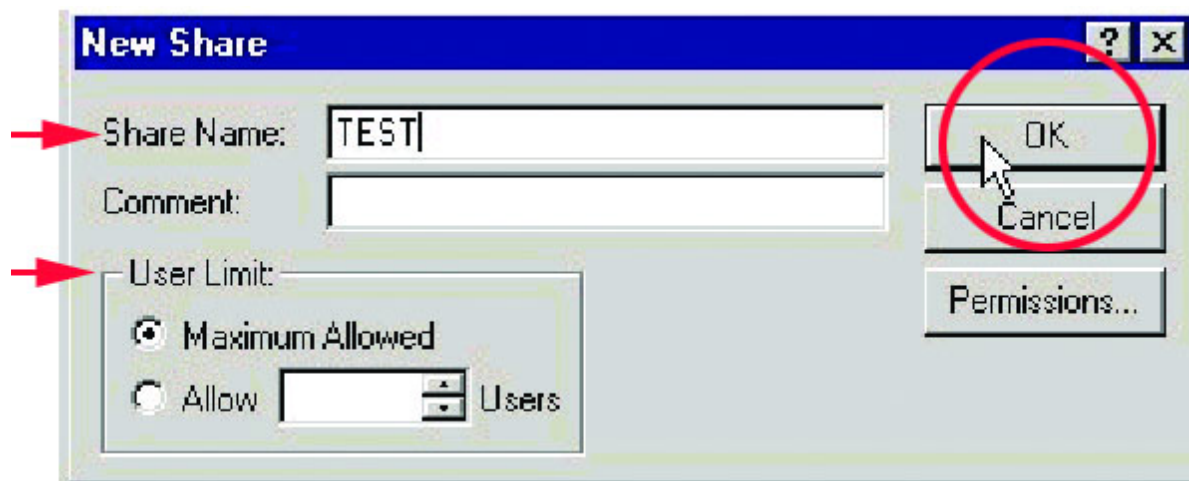 New Share
Share Name: TEST
OK
Comment:
Cancel
User Limit:
Permissions...
Maximum Allowed
Allow Users